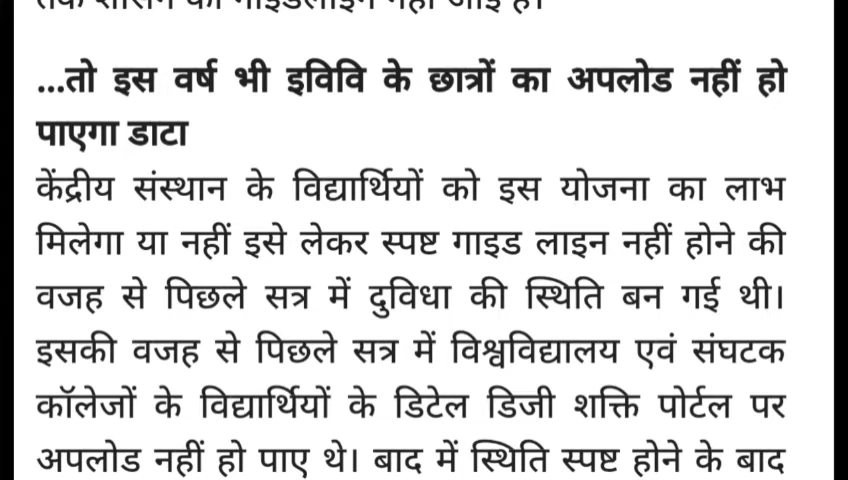 ...तो इस वर्ष भी इविवि के छात्रों का अपलोड नहीं हो
पाएगा डाटा
केंद्रीय संस्थान के विद्यार्थियों को इस योजना का लाभ
मिलेगा या नहीं इसे लेकर स्पष्ट गाइड लाइन नहीं होने की
वजह से पिछले सत्र में दुविधा की स्थिति बन गई थी।
इसकी वजह से पिछले सत्र में विश्वविद्यालय एवं संघटक
कॉलेजों के विद्यार्थियों के डिटेल डिजी शक्ति पोर्टल पर
अपलोड नहीं हो पाए थे। बाद में स्थिति स्पष्ट होने के बाद